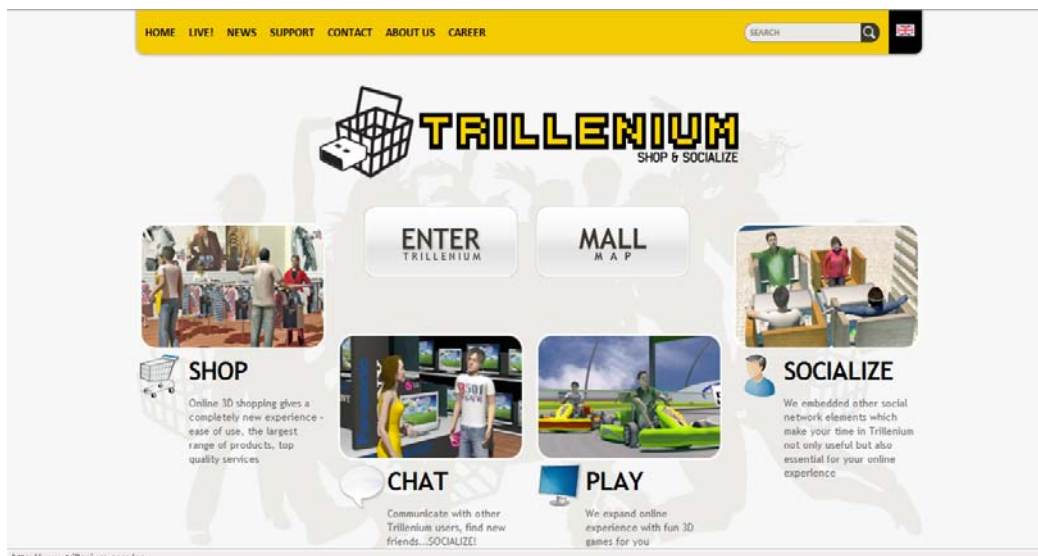 HOME LIVE! NEWS SUPPORT CONTACT ABOUT US CAREER
SEARCH
TRILLENIUM
SHOP & SOCIALIZE
ENTER
TRILLENIUM
MALL
MAP
SHOP
Online 3D shopping gives a
completely new experience -
ease of use, the largest
range of products, top
quality services
CHAT
Communicate with other
Trillenium users, find new
friends...SOCIALIZE!
PLAY
We expand online
experience with fun 3D
games for you
SOCIALIZE
We embedded other social
network elements which
make your time in Trillenium
not only useful but also
essential for your online
experience